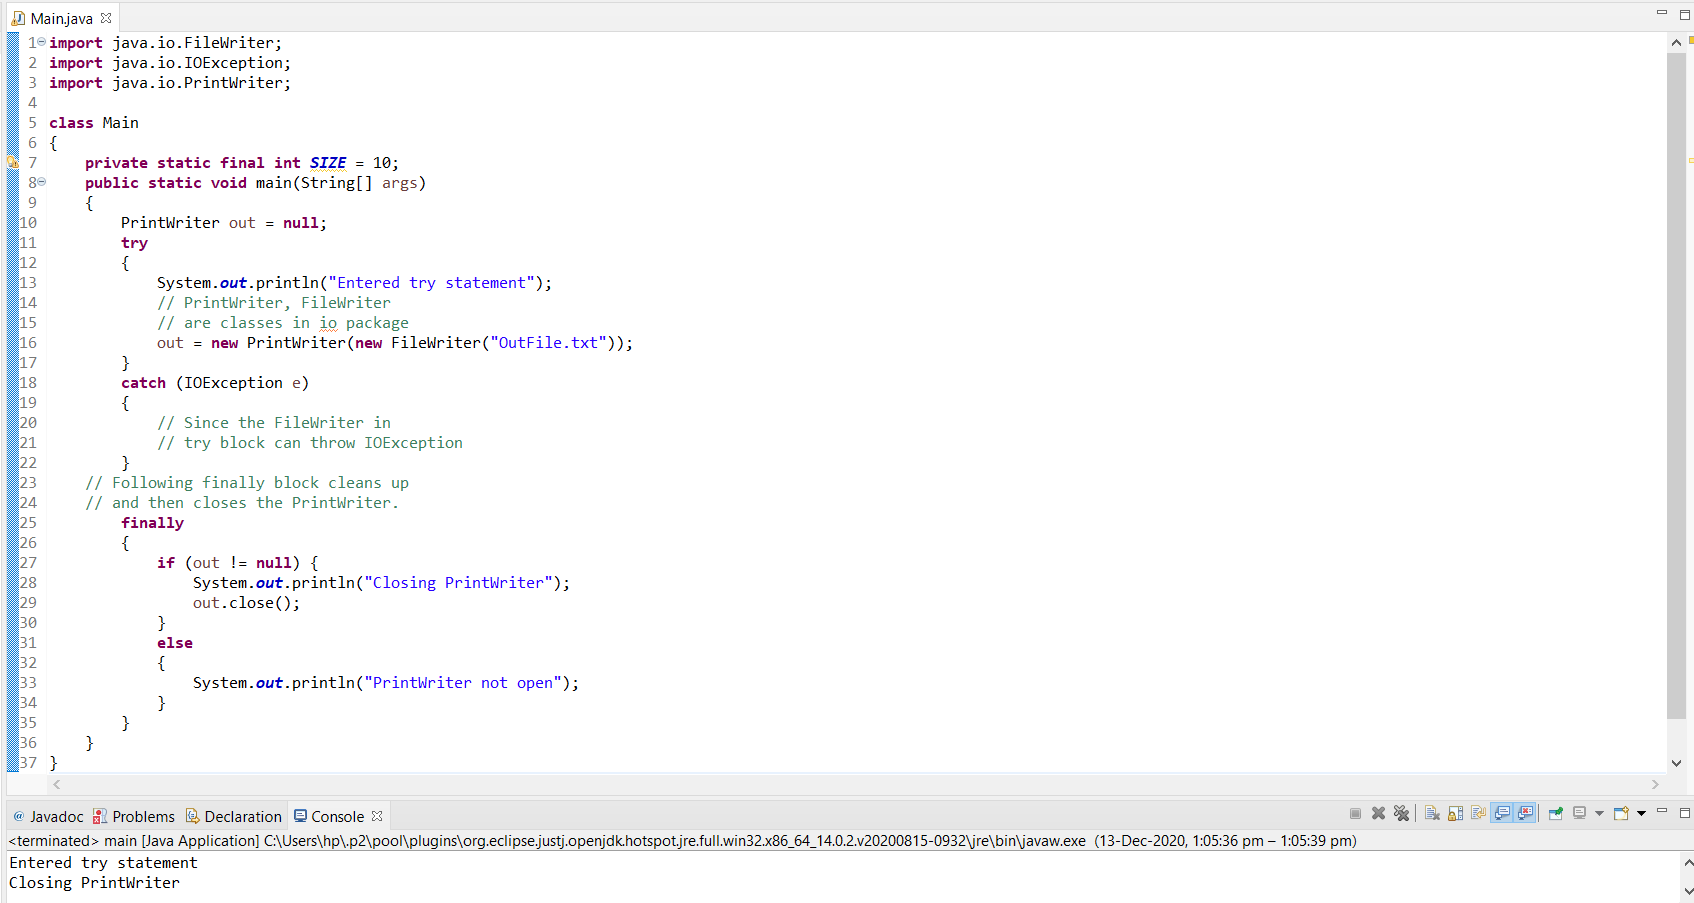 Main.java
1 import java.io.FileWriter;
2 import java.io.IOException;
3 import java.io.PrintWriter;
4
5 class Main
6 {
7     private static final int SIZE = 10;
8     public static void main(String[] args)
9     {
10         PrintWriter out = null;
11         try
12         {
13             System.out.println("Entered try statement");
14             // PrintWriter, FileWriter
15             // are classes in io package
16             out = new PrintWriter(new FileWriter("OutFile.txt"));
17         }
18         catch (IOException e)
19         {
20             // Since the FileWriter in
21             // try block can throw IOException
22         }
23     // Following finally block cleans up
24     // and then closes the PrintWriter.
25         finally
26         {
27             if (out != null) {
28                 System.out.println("Closing PrintWriter");
29                 out.close();
30             }
31             else
32             {
33                 System.out.println("PrintWriter not open");
34             }
35         }
36     }
37 }
@ Javadoc Problems Declaration Console
<terminated> main [Java Application] C:\Users\hp\.p2\pool\plugins\org.eclipse.justj.openjdk.hotspot.jre.full.win32.x86_64_14.0.2.v20200815-0932\jre\bin\javaw.exe (13-Dec-2020, 1:05:36 pm – 1:05:39 pm)
Entered try statement
Closing PrintWriter